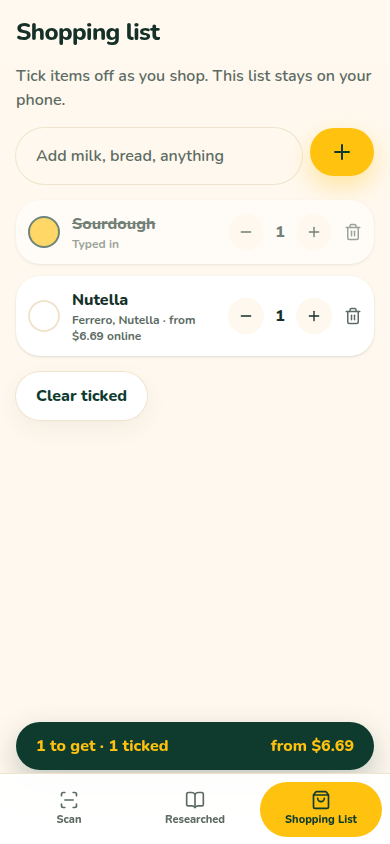 Shopping list
Tick items off as you shop. This list stays on your
phone.
Add milk, bread, anything
Sourdough
Typed in
1
Nutella
Ferrero, Nutella · from
$6.69 online
1
Clear ticked
1 to get · 1 ticked
from $6.69
Scan
Researched
Shopping List